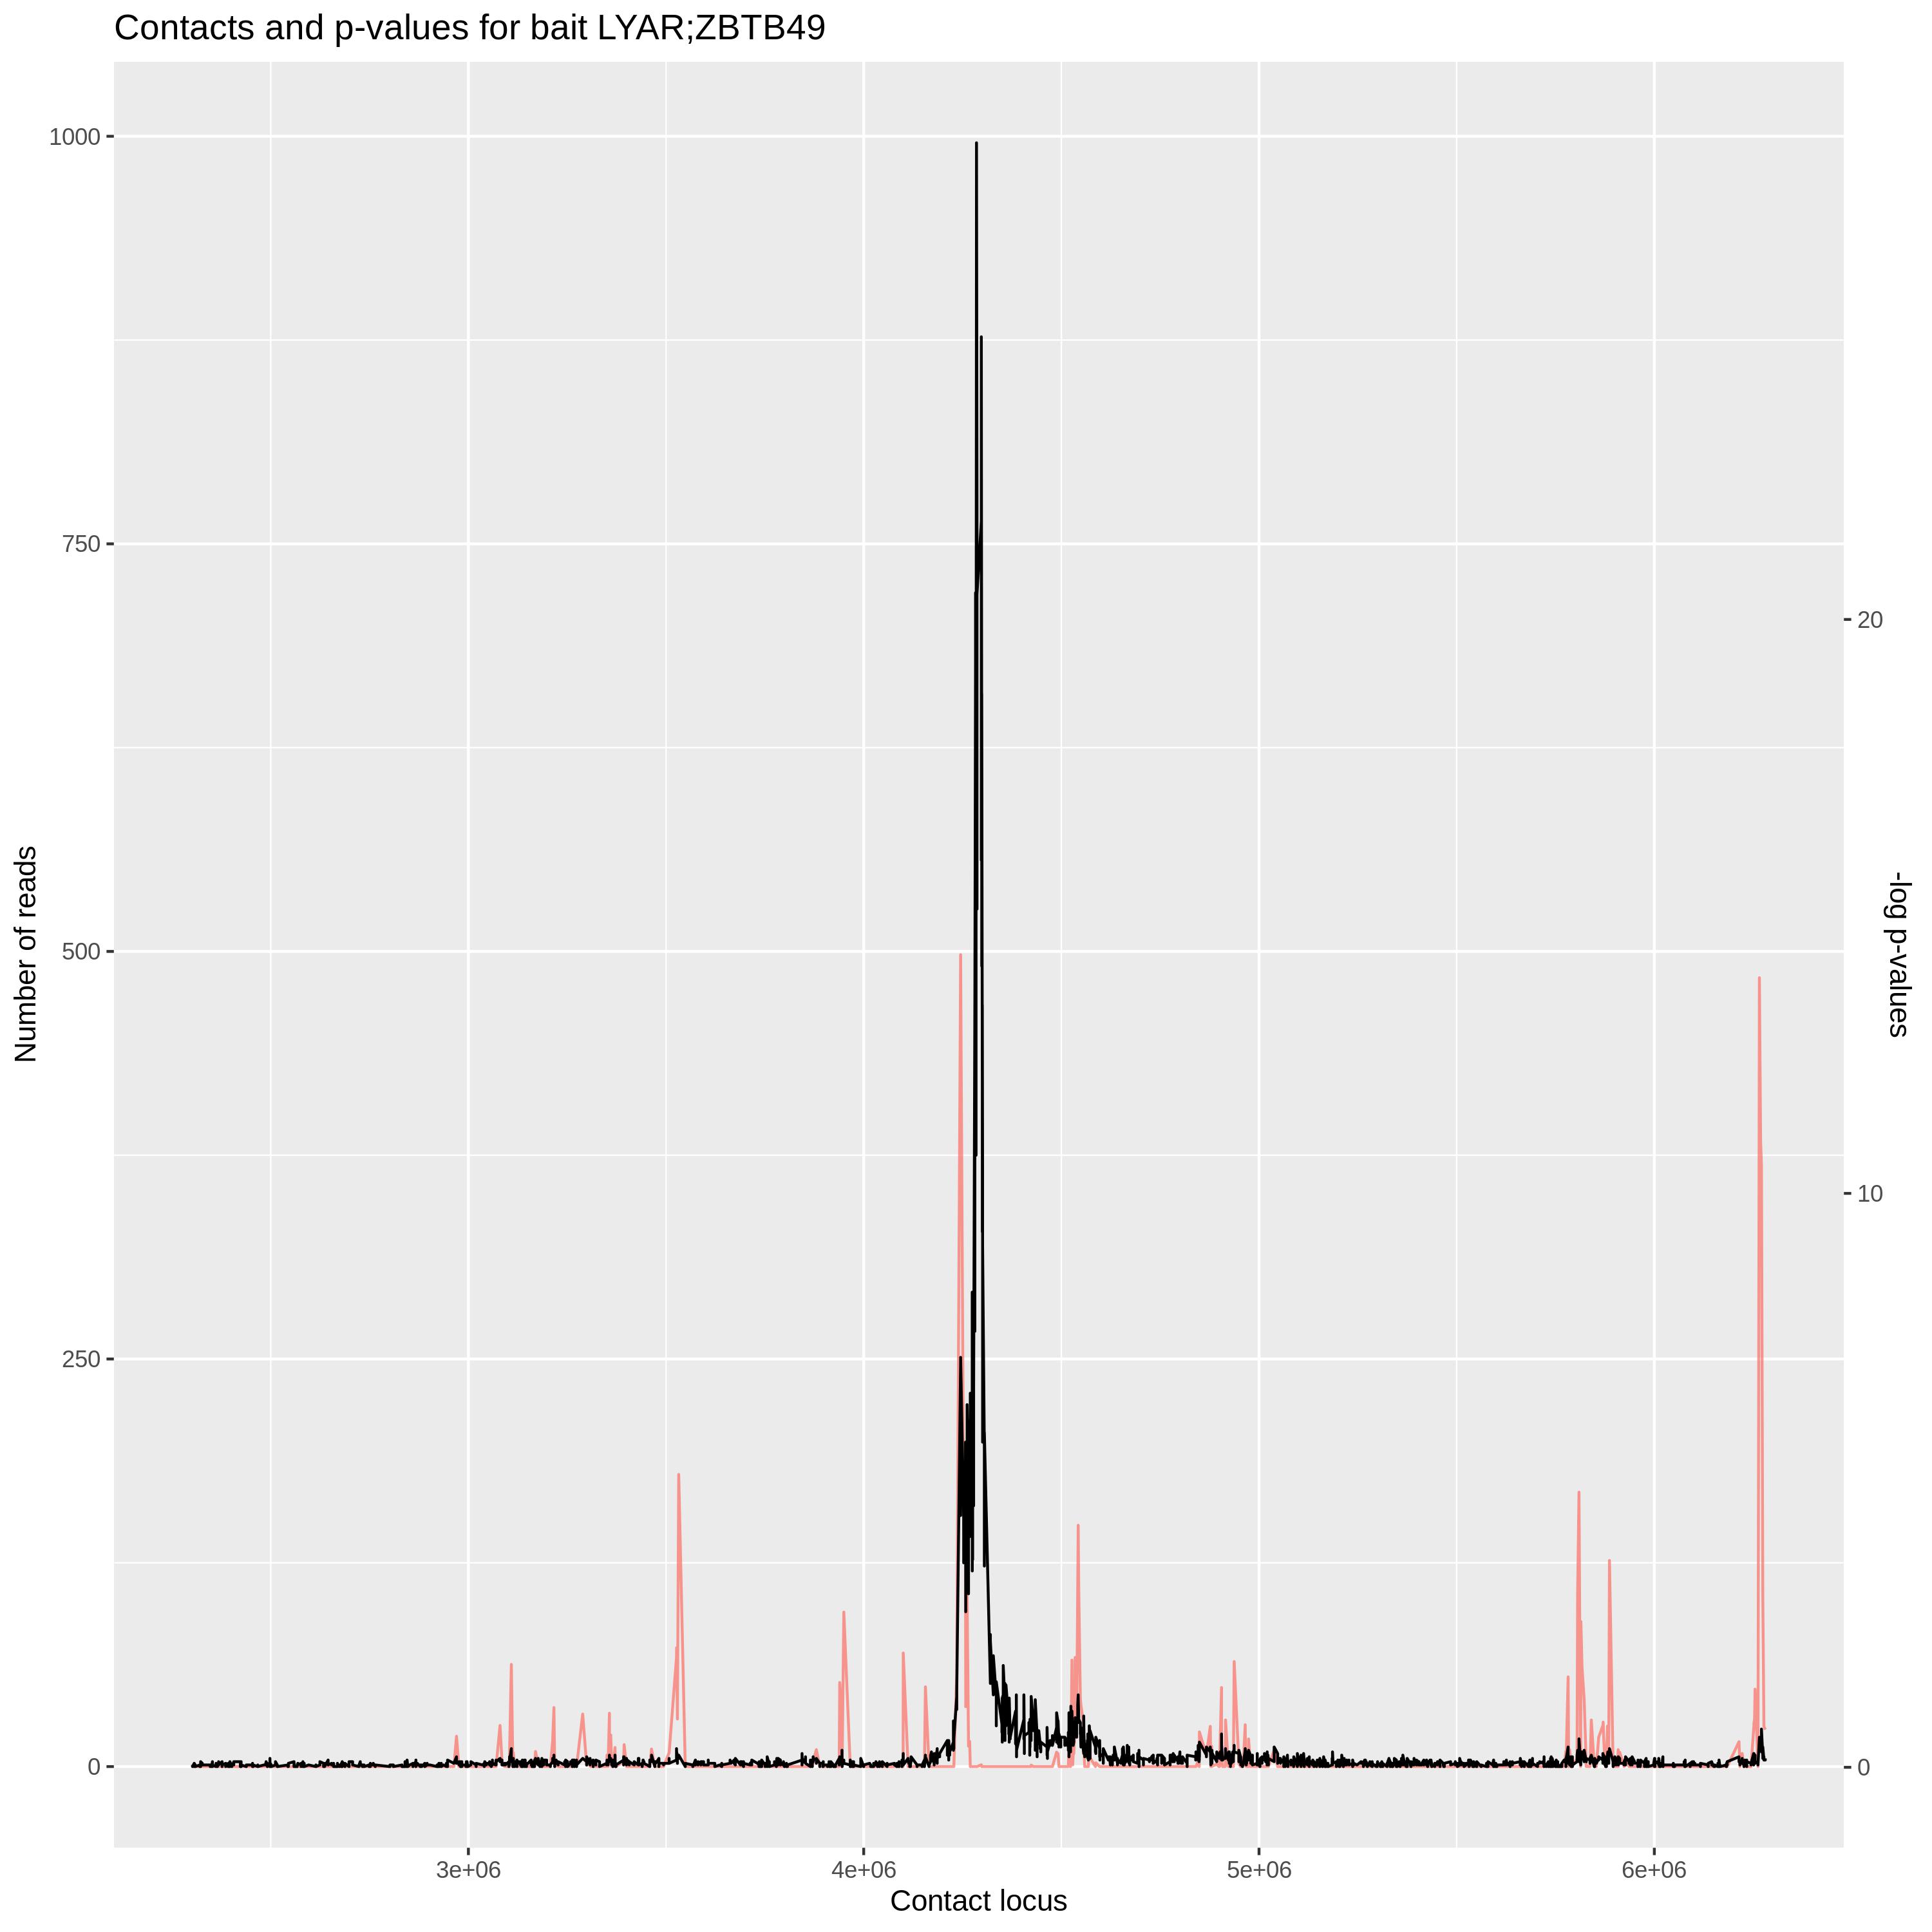 Contacts and p-values for bait LYAR;ZBTB49
1000
750
500
250
0
Number of reads
20
10
0
-log p-values
3e+06
4e+06
5e+06
6e+06
Contact locus